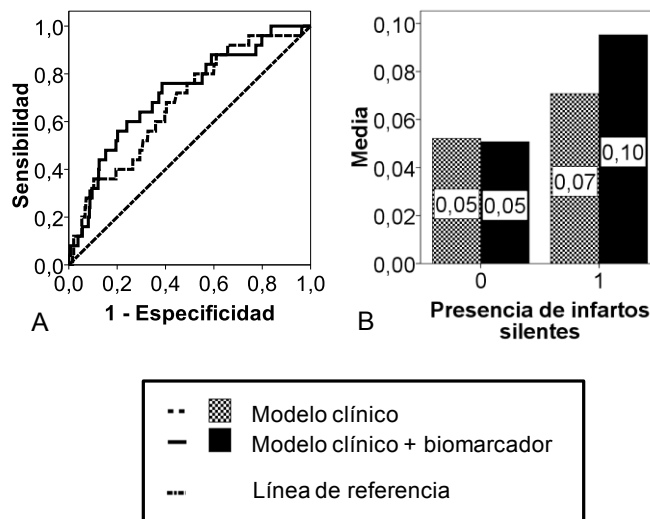 Sensibilidad
1,0
0,8
0,6
0,4
0,2
0,0
0,0 0,2 0,4 0,6 0,8 1,0
A
1 - Especificidad
Media
0,10
0,08
0,06
0,04
0,02
0,00
0,05
0,05
0,07
0,10
0 1
B
Presencia de infartos
silentes
Modelo clínico
Modelo clínico + biomarcador
Línea de referencia